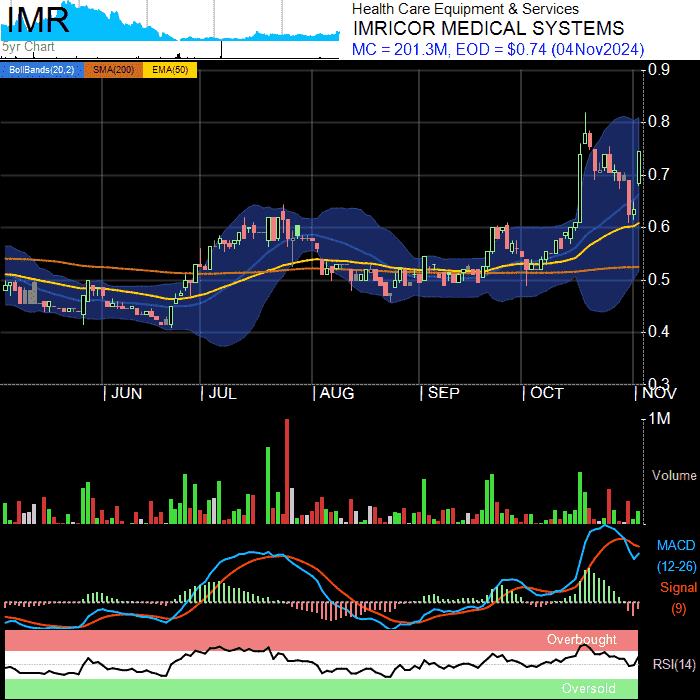 IMR
5yr Chart
Health Care Equipment & Services
IMRICOR MEDICAL SYSTEMS
MC = 201.3M, EOD = $0.74 (04Nov2024)
BollBands(20,2) SMA(200) EMA(50)
0.9
0.8
0.7
0.6
0.5
0.4
0.3
JUN JUL AUG SEP OCT NOV
1M
Volume
MACD
(12-26)
Signal
(9)
Overbought
RSI(14)
Oversold